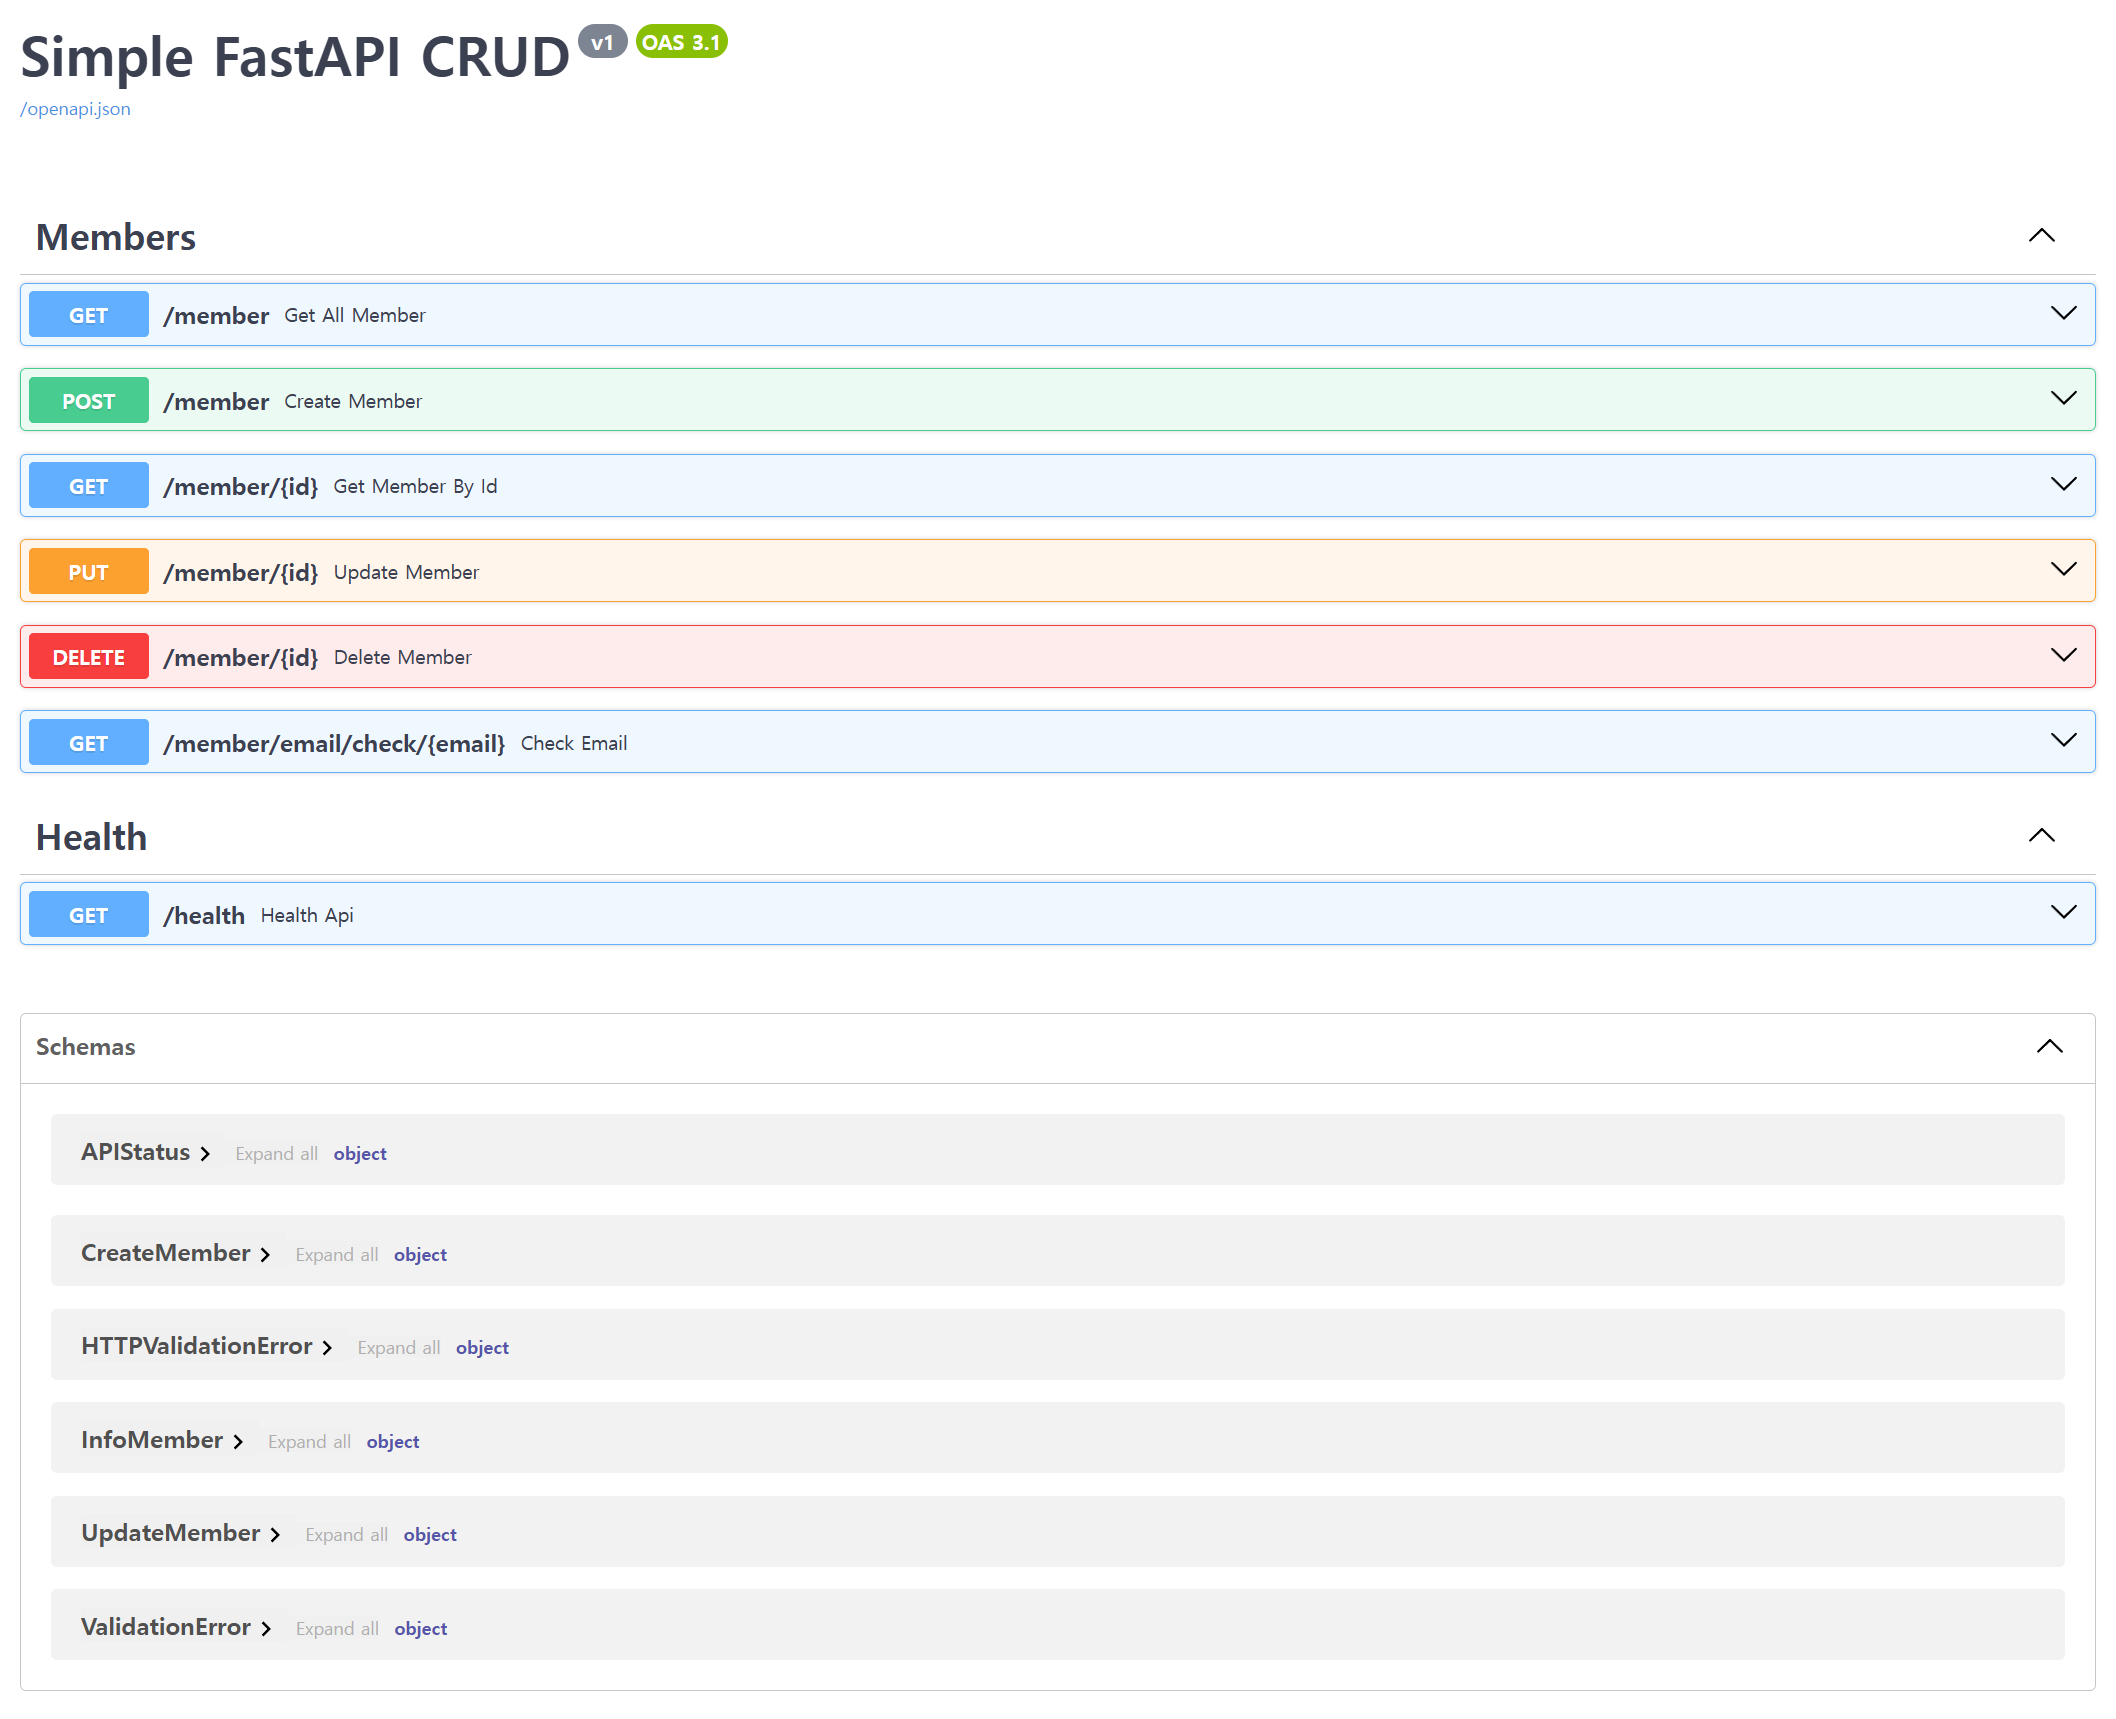 Simple FastAPI CRUD v1 OAS 3.1
/openapi.json
Members
GET /member Get All Member
POST /member Create Member
GET /member/{id} Get Member By Id
PUT /member/{id} Update Member
DELETE /member/{id} Delete Member
GET /member/email/check/{email} Check Email
Health
GET /health Health Api
Schemas
APIStatus Expand all object
CreateMember Expand all object
HTTPValidationError Expand all object
InfoMember Expand all object
UpdateMember Expand all object
ValidationError Expand all object